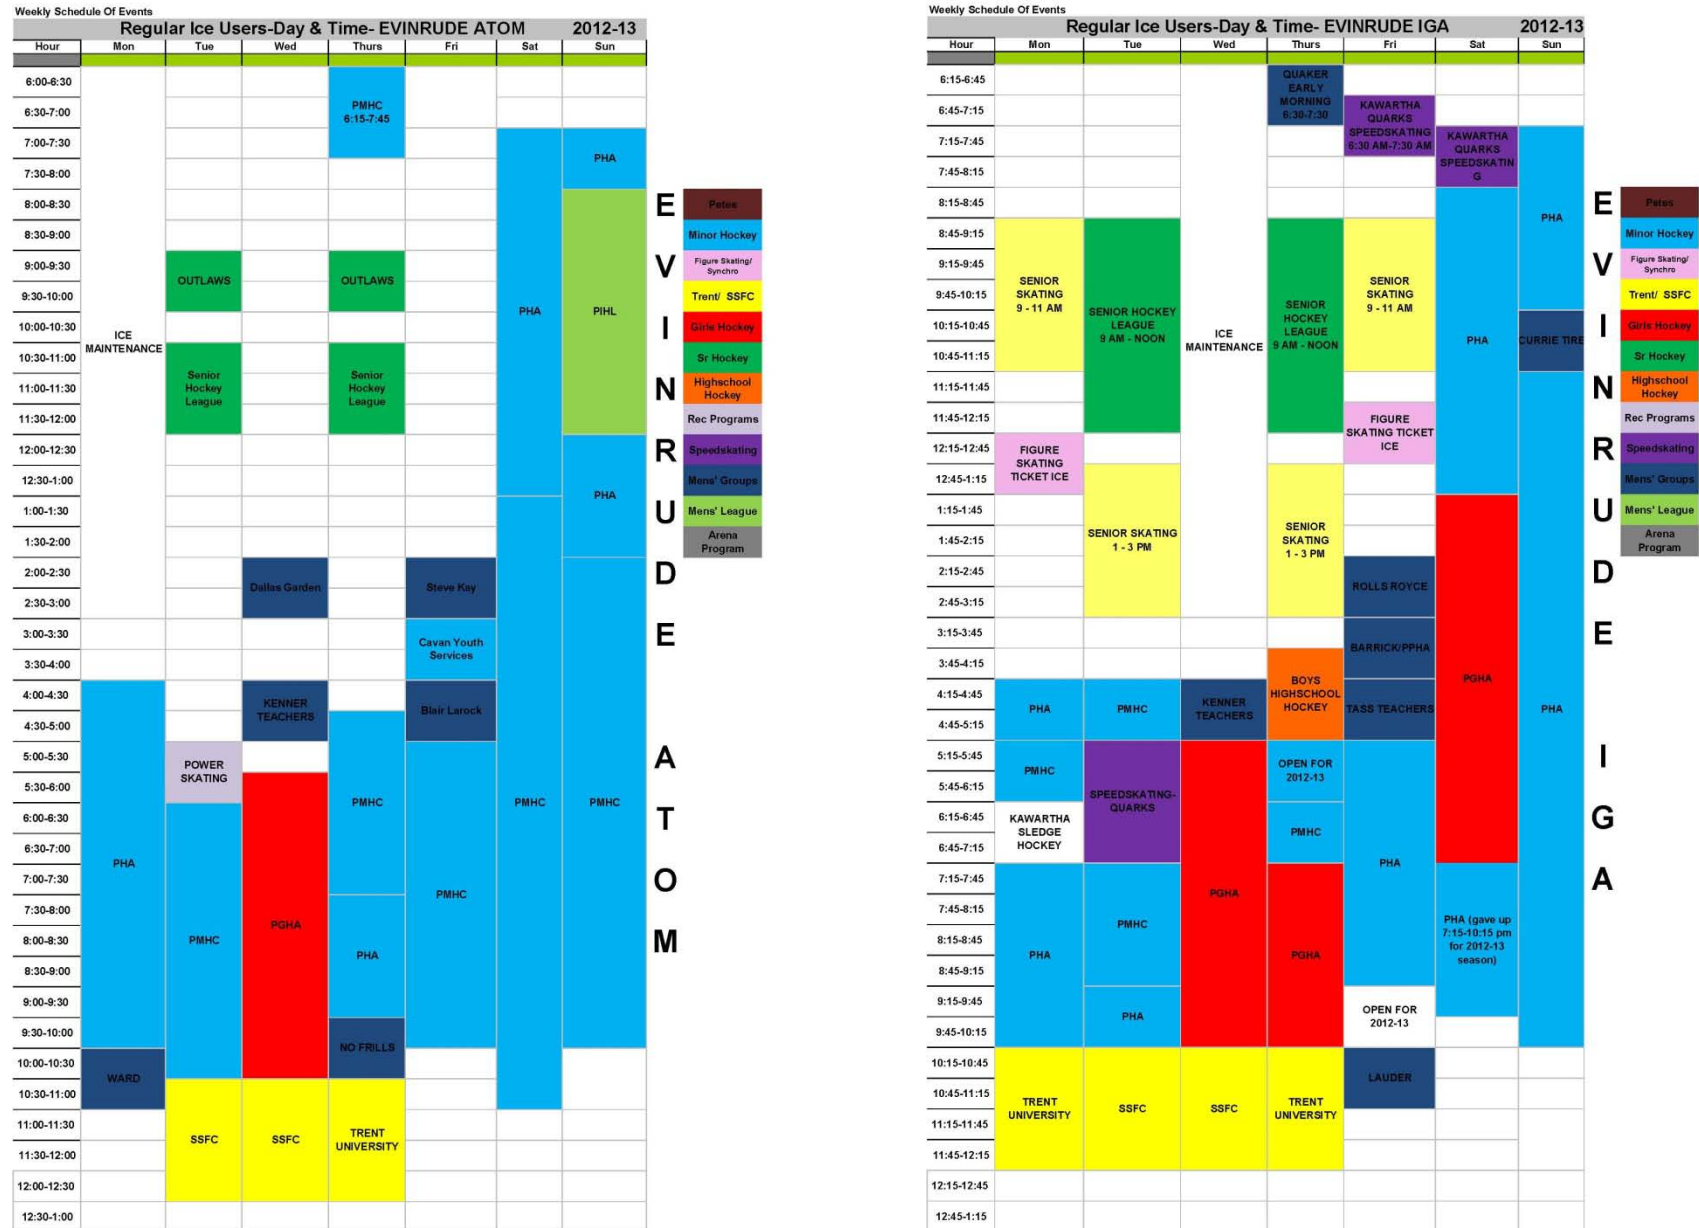 Weekly Schedule Of Events
Regular Ice Users-Day & Time- EVINRUDE ATOM 2012-13
Hour Mon Tue Wed Thurs Fri Sat Sun
6:00-6:30
6:30-7:00
7:00-7:30
7:30-8:00
8:00-8:30
8:30-9:00
9:00-9:30
9:30-10:00
10:00-10:30
10:30-11:00
11:00-11:30
11:30-12:00
12:00-12:30
12:30-1:00
1:00-1:30
1:30-2:00
2:00-2:30
2:30-3:00
3:00-3:30
3:30-4:00
4:00-4:30
4:30-5:00
5:00-5:30
5:30-6:00
6:00-6:30
6:30-7:00
7:00-7:30
7:30-8:00
8:00-8:30
8:30-9:00
9:00-9:30
9:30-10:00
10:00-10:30
10:30-11:00
11:00-11:30
11:30-12:00
12:00-12:30
12:30-1:00
ICE
MAINTENANCE
PHA
WARD
OUTLAWS
Senior
Hockey
League
POWER
SKATING
PMHC
SSFC
Dallas Garden
KENNER
TEACHERS
PGHA
SSFC
PMHC
6:15-7:45
OUTLAWS
Senior
Hockey
League
PMHC
PHA
NO FRILLS
TRENT
UNIVERSITY
Steve Kay
Cavan Youth
Services
Blair Larock
PMHC
PHA
PMHC
PHA
PIHL
PHA
PMHC
E
V
I
N
R
U
D
E
A
T
O
M
Petes
Minor Hockey
Figure Skating/
Synchro
Trent/ SSFC
Girls Hockey
Sr Hockey
Highschool
Hockey
Rec Programs
Speedskating
Mens' Groups
Mens' League
Arena
Program
Weekly Schedule Of Events
Regular Ice Users-Day & Time- EVINRUDE IGA 2012-13
Hour Mon Tue Wed Thurs Fri Sat Sun
6:15-6:45
6:45-7:15
7:15-7:45
7:45-8:15
8:15-8:45
8:45-9:15
9:15-9:45
9:45-10:15
10:15-10:45
10:45-11:15
11:15-11:45
11:45-12:15
12:15-12:45
12:45-1:15
1:15-1:45
1:45-2:15
2:15-2:45
2:45-3:15
3:15-3:45
3:45-4:15
4:15-4:45
4:45-5:15
5:15-5:45
5:45-6:15
6:15-6:45
6:45-7:15
7:15-7:45
7:45-8:15
8:15-8:45
8:45-9:15
9:15-9:45
9:45-10:15
10:15-10:45
10:45-11:15
11:15-11:45
11:45-12:15
12:15-12:45
12:45-1:15
SENIOR
SKATING
9 - 11 AM
FIGURE
SKATING
TICKET ICE
PHA
PMHC
KAWARTHA
SLEDGE
HOCKEY
PHA
TRENT
UNIVERSITY
SENIOR HOCKEY
LEAGUE
9 AM - NOON
SENIOR SKATING
1 - 3 PM
PMHC
SPEEDSKATING-
QUARKS
PMHC
PHA
SSFC
ICE
MAINTENANCE
KENNER
TEACHERS
PGHA
SSFC
QUAKER
EARLY
MORNING
6:30-7:30
SENIOR
HOCKEY
LEAGUE
9 AM - NOON
SENIOR
SKATING
1 - 3 PM
BOYS
HIGHSCHOOL
HOCKEY
OPEN FOR
2012-13
PMHC
PGHA
TRENT
UNIVERSITY
KAWARTHA
QUARKS
SPEEDSKATING
6:30 AM-7:30 AM
SENIOR
SKATING
9 - 11 AM
FIGURE
SKATING TICKET
ICE
ROLLS ROYCE
BARRICK/PPHA
TASS TEACHERS
PHA
OPEN FOR
2012-13
LAUDER
KAWARTHA
QUARKS
SPEEDSKATIN
G
PHA
PGHA
PHA (gave up
7:15-10:15 pm
for 2012-13
season)
PHA
CURRIE TIRE
PHA
E
V
I
N
R
U
D
E
I
G
A
Petes
Minor Hockey
Figure Skating/
Synchro
Trent/ SSFC
Girls Hockey
Sr Hockey
Highschool
Hockey
Rec Programs
Speedskating
Mens' Groups
Mens' League
Arena
Program